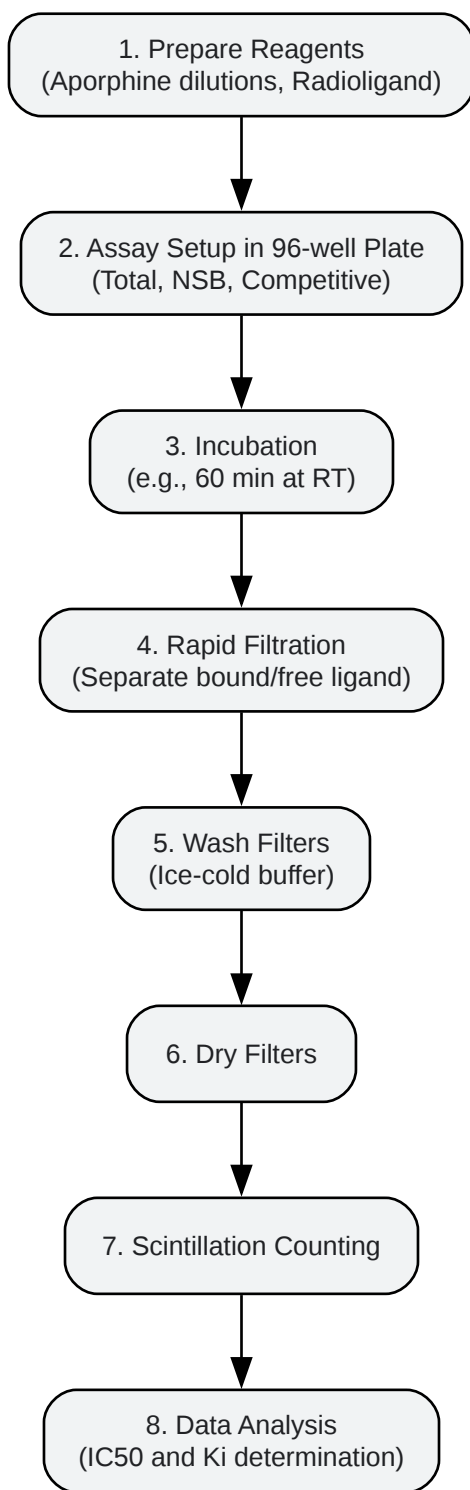 1. Prepare Reagents
(Aporphine dilutions, Radioligand)
2. Assay Setup in 96-well Plate
(Total, NSB, Competitive)
3. Incubation
(e.g., 60 min at RT)
4. Rapid Filtration
(Separate bound/free ligand)
5. Wash Filters
(Ice-cold buffer)
6. Dry Filters
7. Scintillation Counting
8. Data Analysis
(IC50 and Ki determination)